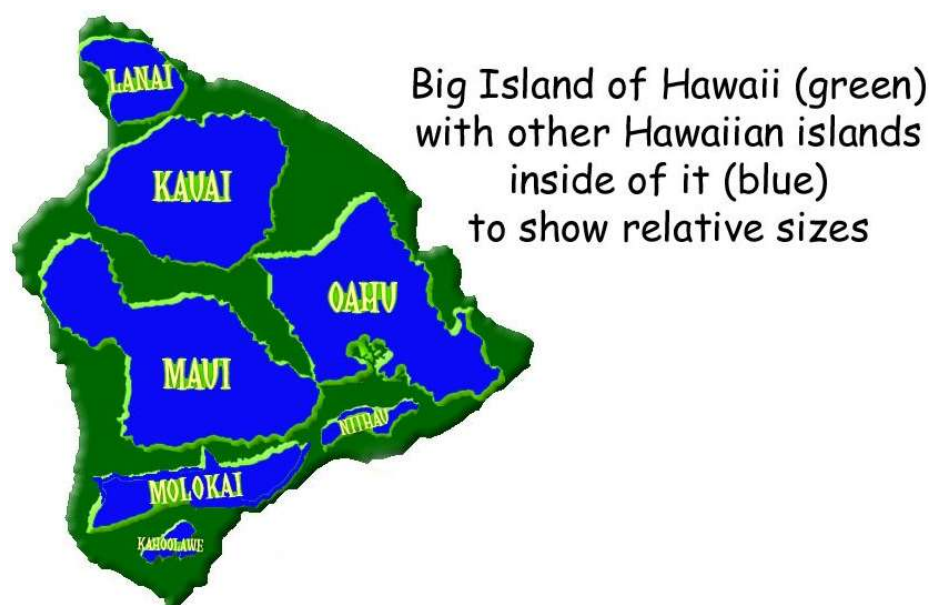 LANAI
Big Island of Hawaii (green)
with other Hawaiian islands
inside of it (blue)
to show relative sizes
KAUAI
OAHU
MAUI
NIIHAU
MOLOKAI
KAHOOLAWE